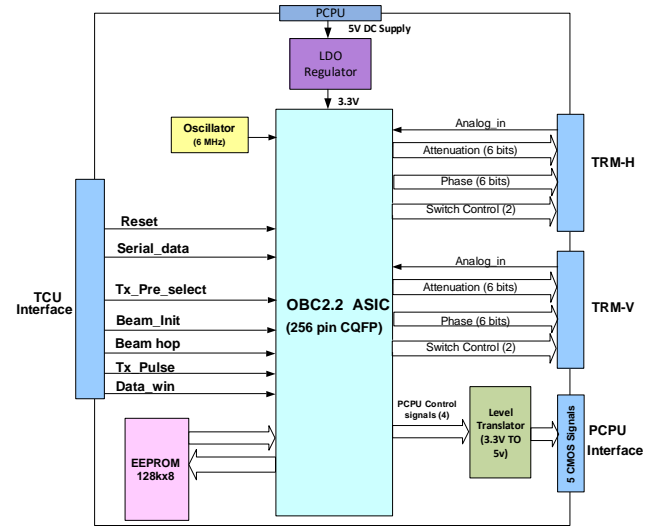 PCPU
5V DC Supply
LDO
Regulator
3.3V
Oscillator
(6 MHz)
Analog_in
Attenuation (6 bits)
Phase (6 bits)
Switch Control (2)
TRM-H
Reset
Serial_data
Tx_Pre_select
Beam_Init
Beam hop
Tx_Pulse
Data_win
TCU
Interface
OBC2.2 ASIC
(256 pin CQFP)
Analog_in
Attenuation (6 bits)
Phase (6 bits)
Switch Control (2)
TRM-V
EEPROM
128kx8
PCPU Control
signals (4)
Level
Translator
(3.3V TO
5v)
5 CMOS Signals
PCPU
Interface